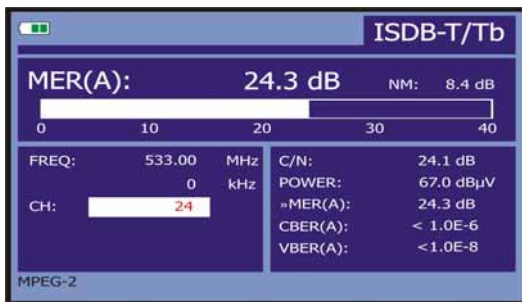 ISDB-T/Tb
MER(A): 24.3 dB NM: 8.4 dB
0 10 20 30 40
FREQ: 533.00 MHz
0 kHz
CH: 24
C/N: 24.1 dB
POWER: 67.0 dBµV
»MER(A): 24.3 dB
CBER(A): < 1.0E-6
VBER(A): <1.0E-8
MPEG-2